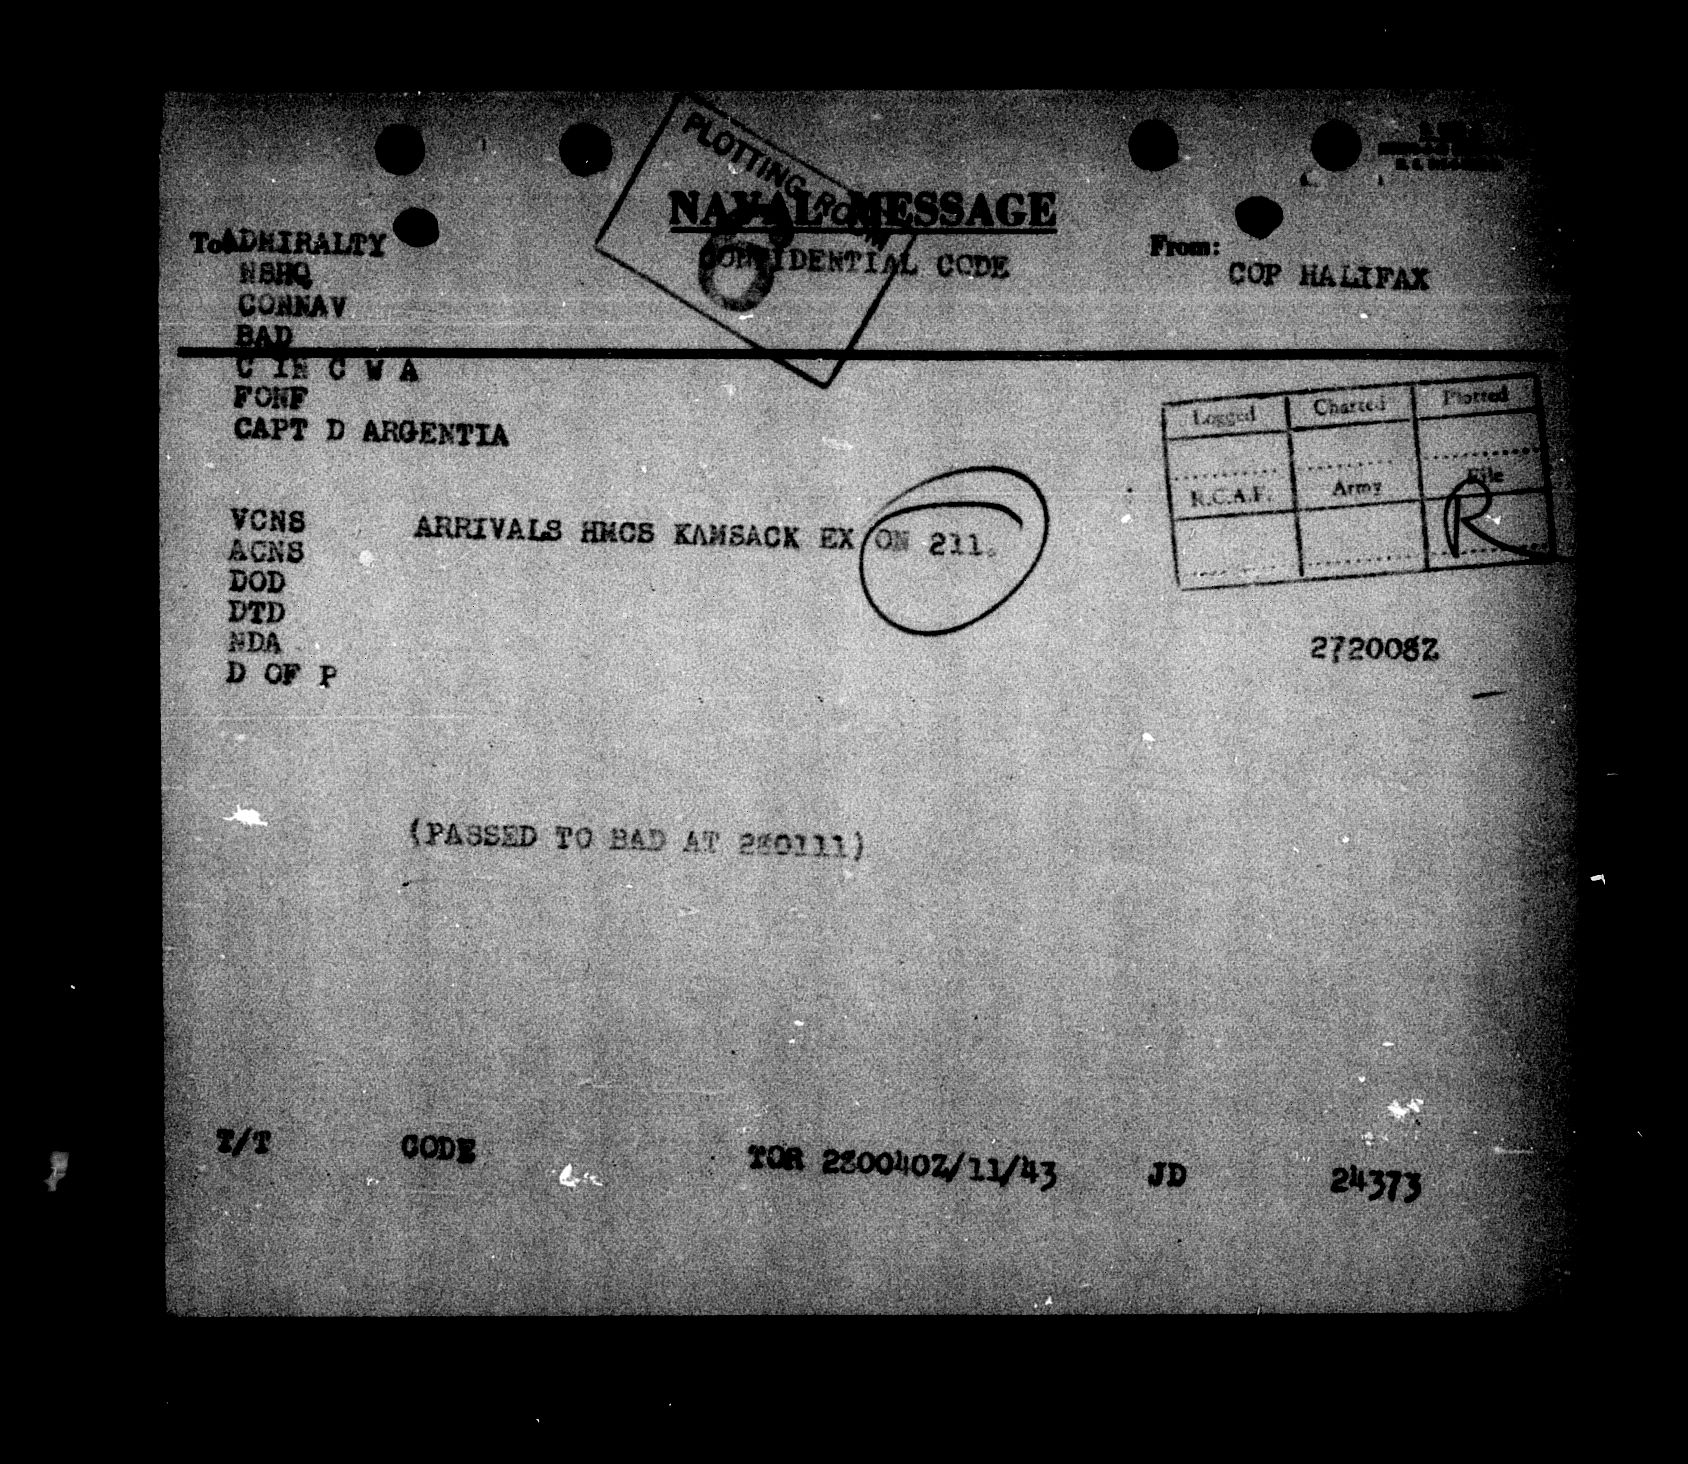 PLOTTING ROOM
NAVAL MESSAGE
To ADMIRALTY
CONFIDENTIAL CODE
From:
COP HALIFAX
NSHQ
COMNAV
BAD
C IN C W A
FONF
CAPT D ARGENTIA
Logged Charted Plotted
R.C.A.F. Army File
R
VCNS
ACNS
DOD
DTD
NDA
D OF P
ARRIVALS HMCS KAMSACK EX ON 211.
272008Z
(PASSED TO BAD AT 280111)
T/T CODE TOR 280040Z/11/43 JD 24373